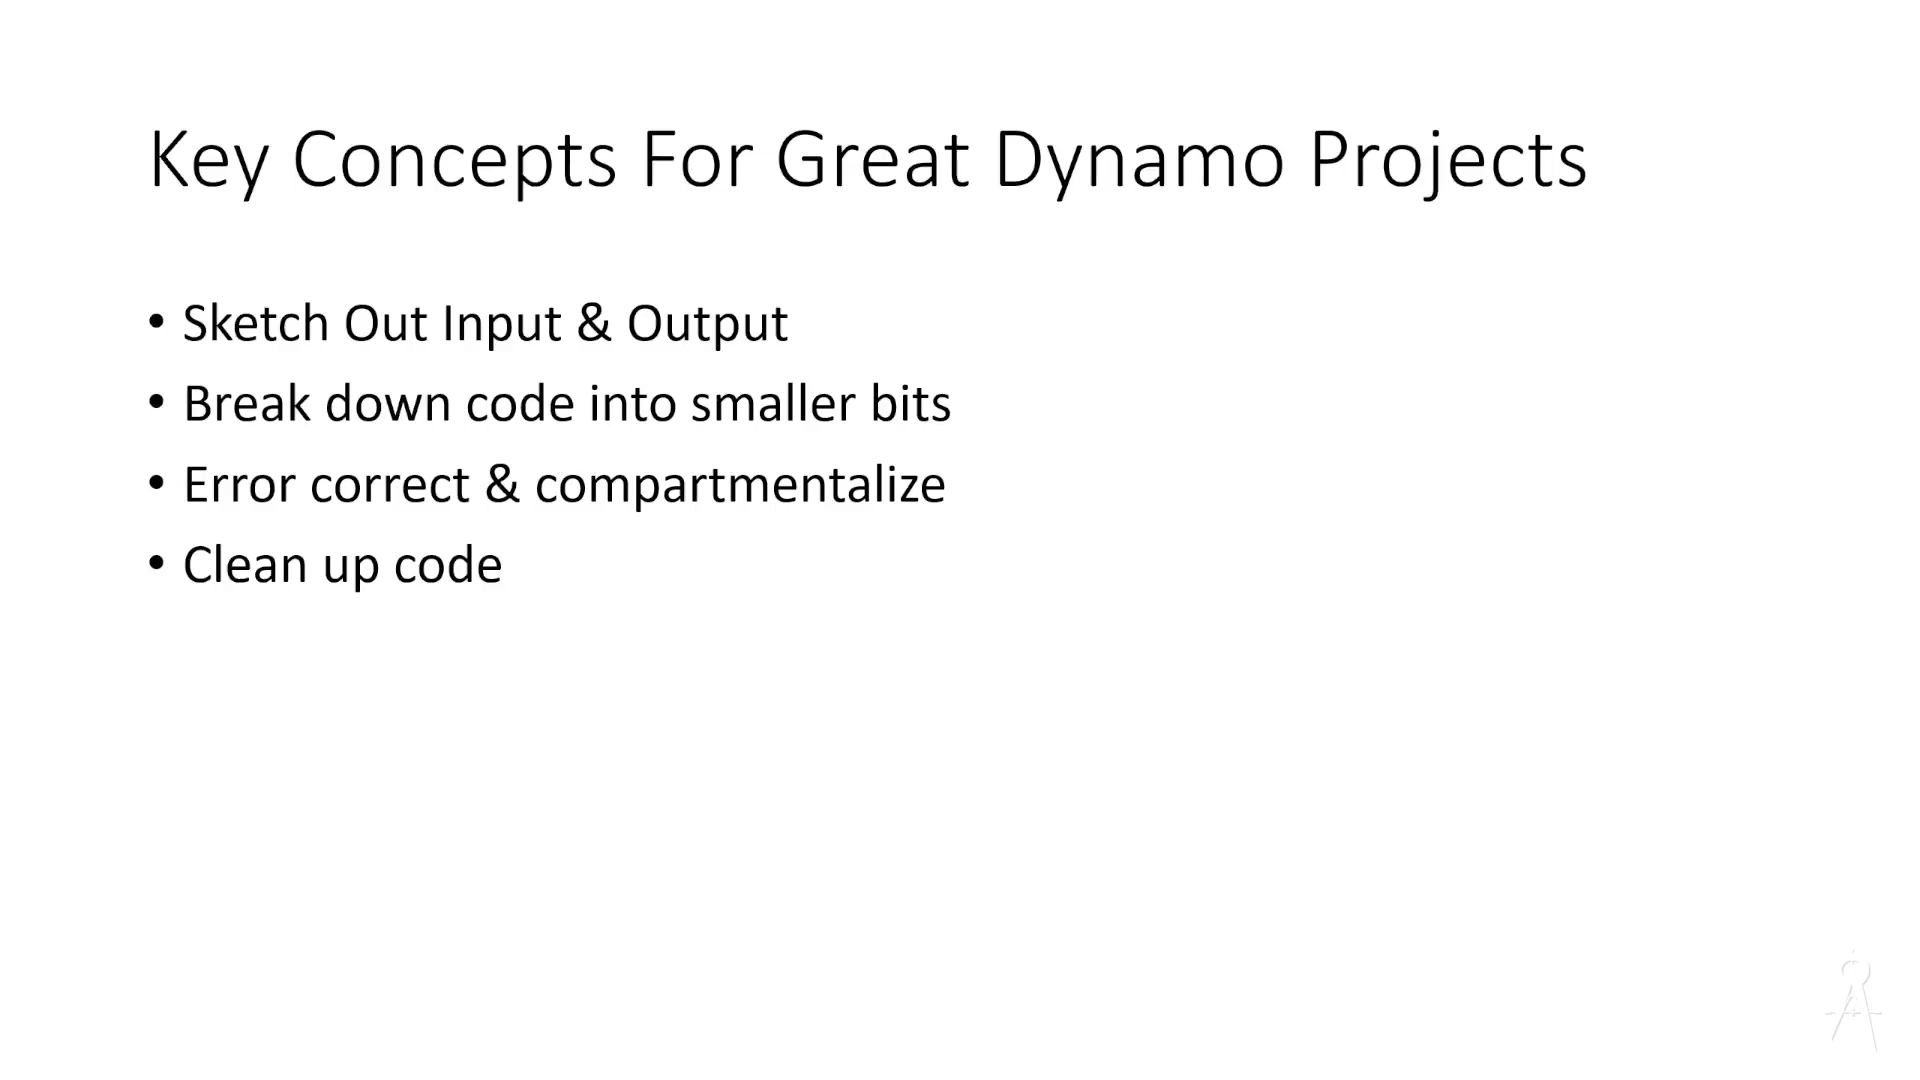 Key Concepts For Great Dynamo Projects
• Sketch Out Input & Output
• Break down code into smaller bits
• Error correct & compartmentalize
• Clean up code